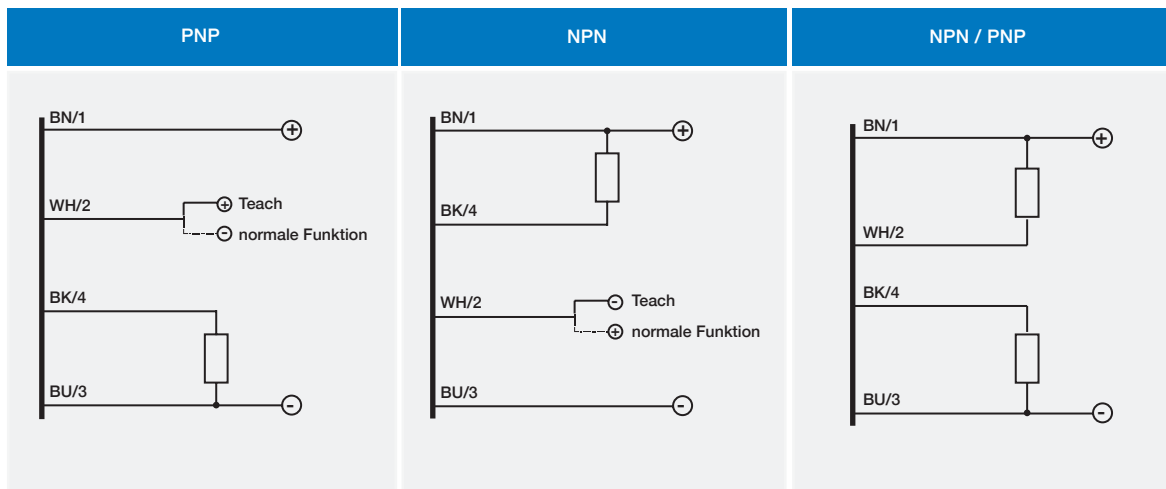 PNP
BN/1
+
WH/2
+ Teach
- normale Funktion
BK/4
BU/3
-
NPN
BN/1
+
BK/4
WH/2
- Teach
+ normale Funktion
BU/3
-
NPN / PNP
BN/1
+
WH/2
BK/4
BU/3
-